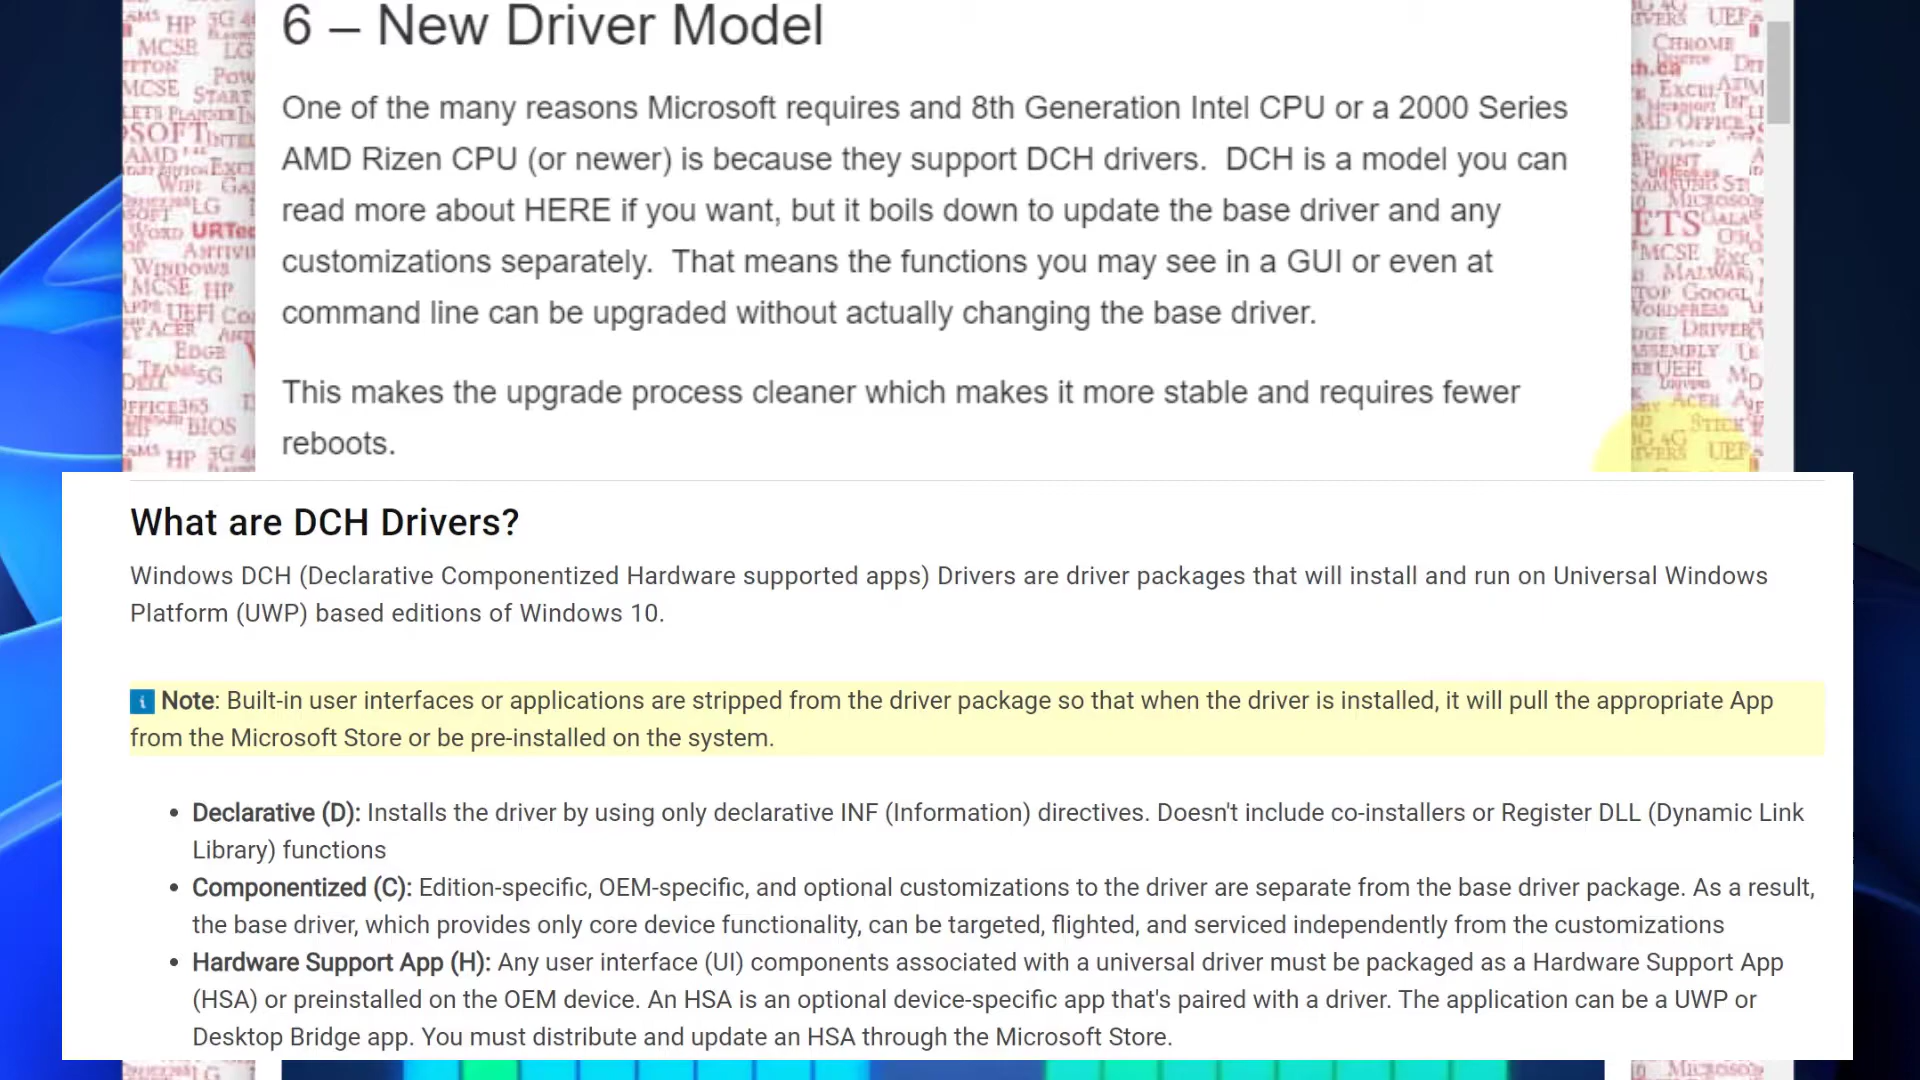 6 – New Driver Model
One of the many reasons Microsoft requires and 8th Generation Intel CPU or a 2000 Series
AMD Rizen CPU (or newer) is because they support DCH drivers.  DCH is a model you can
read more about HERE if you want, but it boils down to update the base driver and any
customizations separately.  That means the functions you may see in a GUI or even at
command line can be upgraded without actually changing the base driver.
This makes the upgrade process cleaner which makes it more stable and requires fewer
reboots.
What are DCH Drivers?
Windows DCH (Declarative Componentized Hardware supported apps) Drivers are driver packages that will install and run on Universal Windows
Platform (UWP) based editions of Windows 10.
i Note: Built-in user interfaces or applications are stripped from the driver package so that when the driver is installed, it will pull the appropriate App
from the Microsoft Store or be pre-installed on the system.
• Declarative (D): Installs the driver by using only declarative INF (Information) directives. Doesn't include co-installers or Register DLL (Dynamic Link
Library) functions
• Componentized (C): Edition-specific, OEM-specific, and optional customizations to the driver are separate from the base driver package. As a result,
the base driver, which provides only core device functionality, can be targeted, flighted, and serviced independently from the customizations
• Hardware Support App (H): Any user interface (UI) components associated with a universal driver must be packaged as a Hardware Support App
(HSA) or preinstalled on the OEM device. An HSA is an optional device-specific app that's paired with a driver. The application can be a UWP or
Desktop Bridge app. You must distribute and update an HSA through the Microsoft Store.